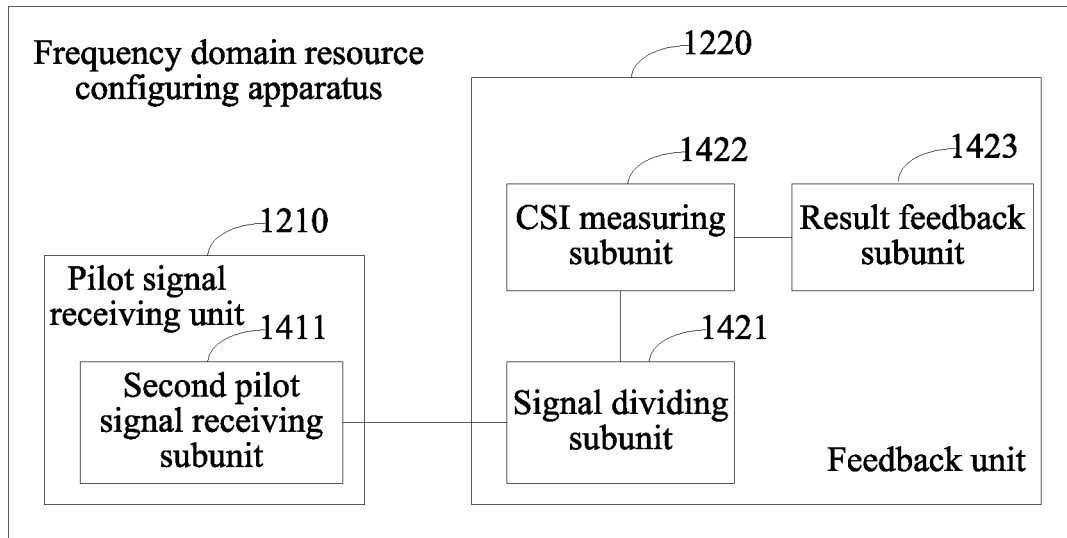 Frequency domain resource
configuring apparatus
1220
1422
1423
CSI measuring
subunit
Result feedback
subunit
1210
Pilot signal
receiving unit
1411
Second pilot
signal receiving
subunit
1421
Signal dividing
subunit
Feedback unit